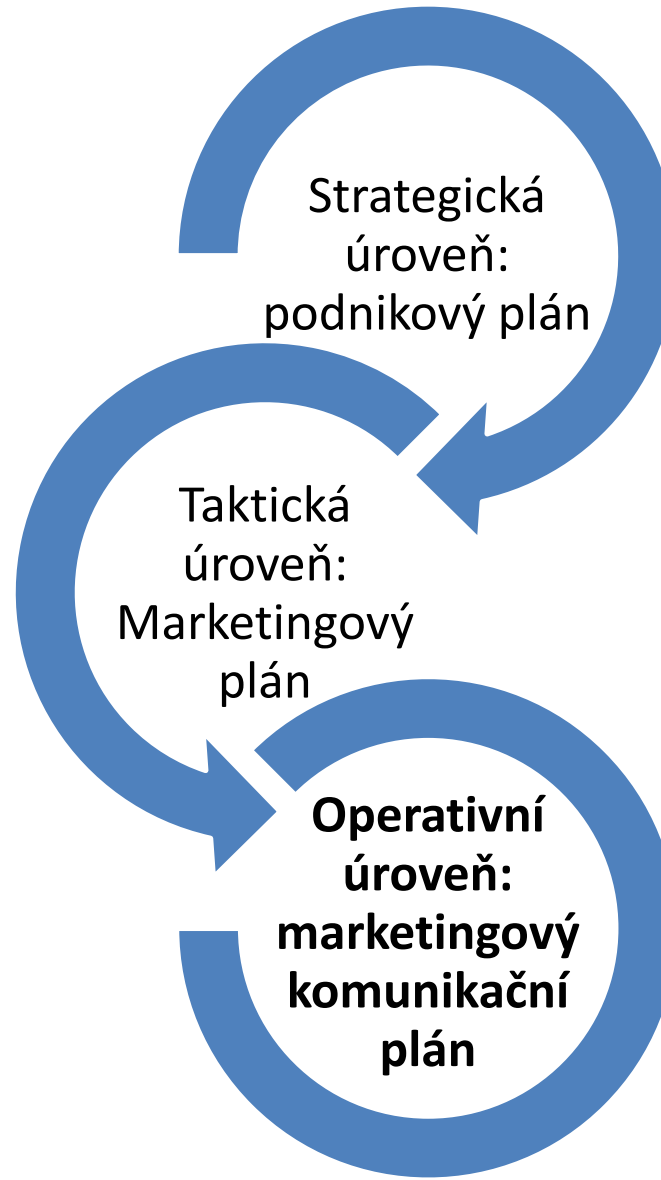 Strategická
úroveň:
podnikový plán
Taktická
úroveň:
Marketingový
plán
Operativní
úroveň:
marketingový
komunikační
plán